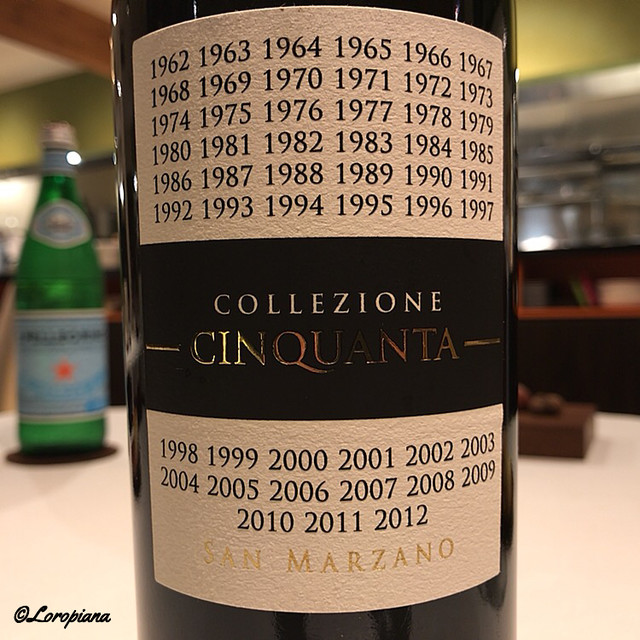 1962 1963 1964 1965 1966 1967
1968 1969 1970 1971 1972 1973
1974 1975 1976 1977 1978 1979
1980 1981 1982 1983 1984 1985
1986 1987 1988 1989 1990 1991
1992 1993 1994 1995 1996 1997
COLLEZIONE
CINQUANTA
1998 1999 2000 2001 2002 2003
2004 2005 2006 2007 2008 2009
2010 2011 2012
SAN MARZANO
S.PELLEGRINO
©Loropiana